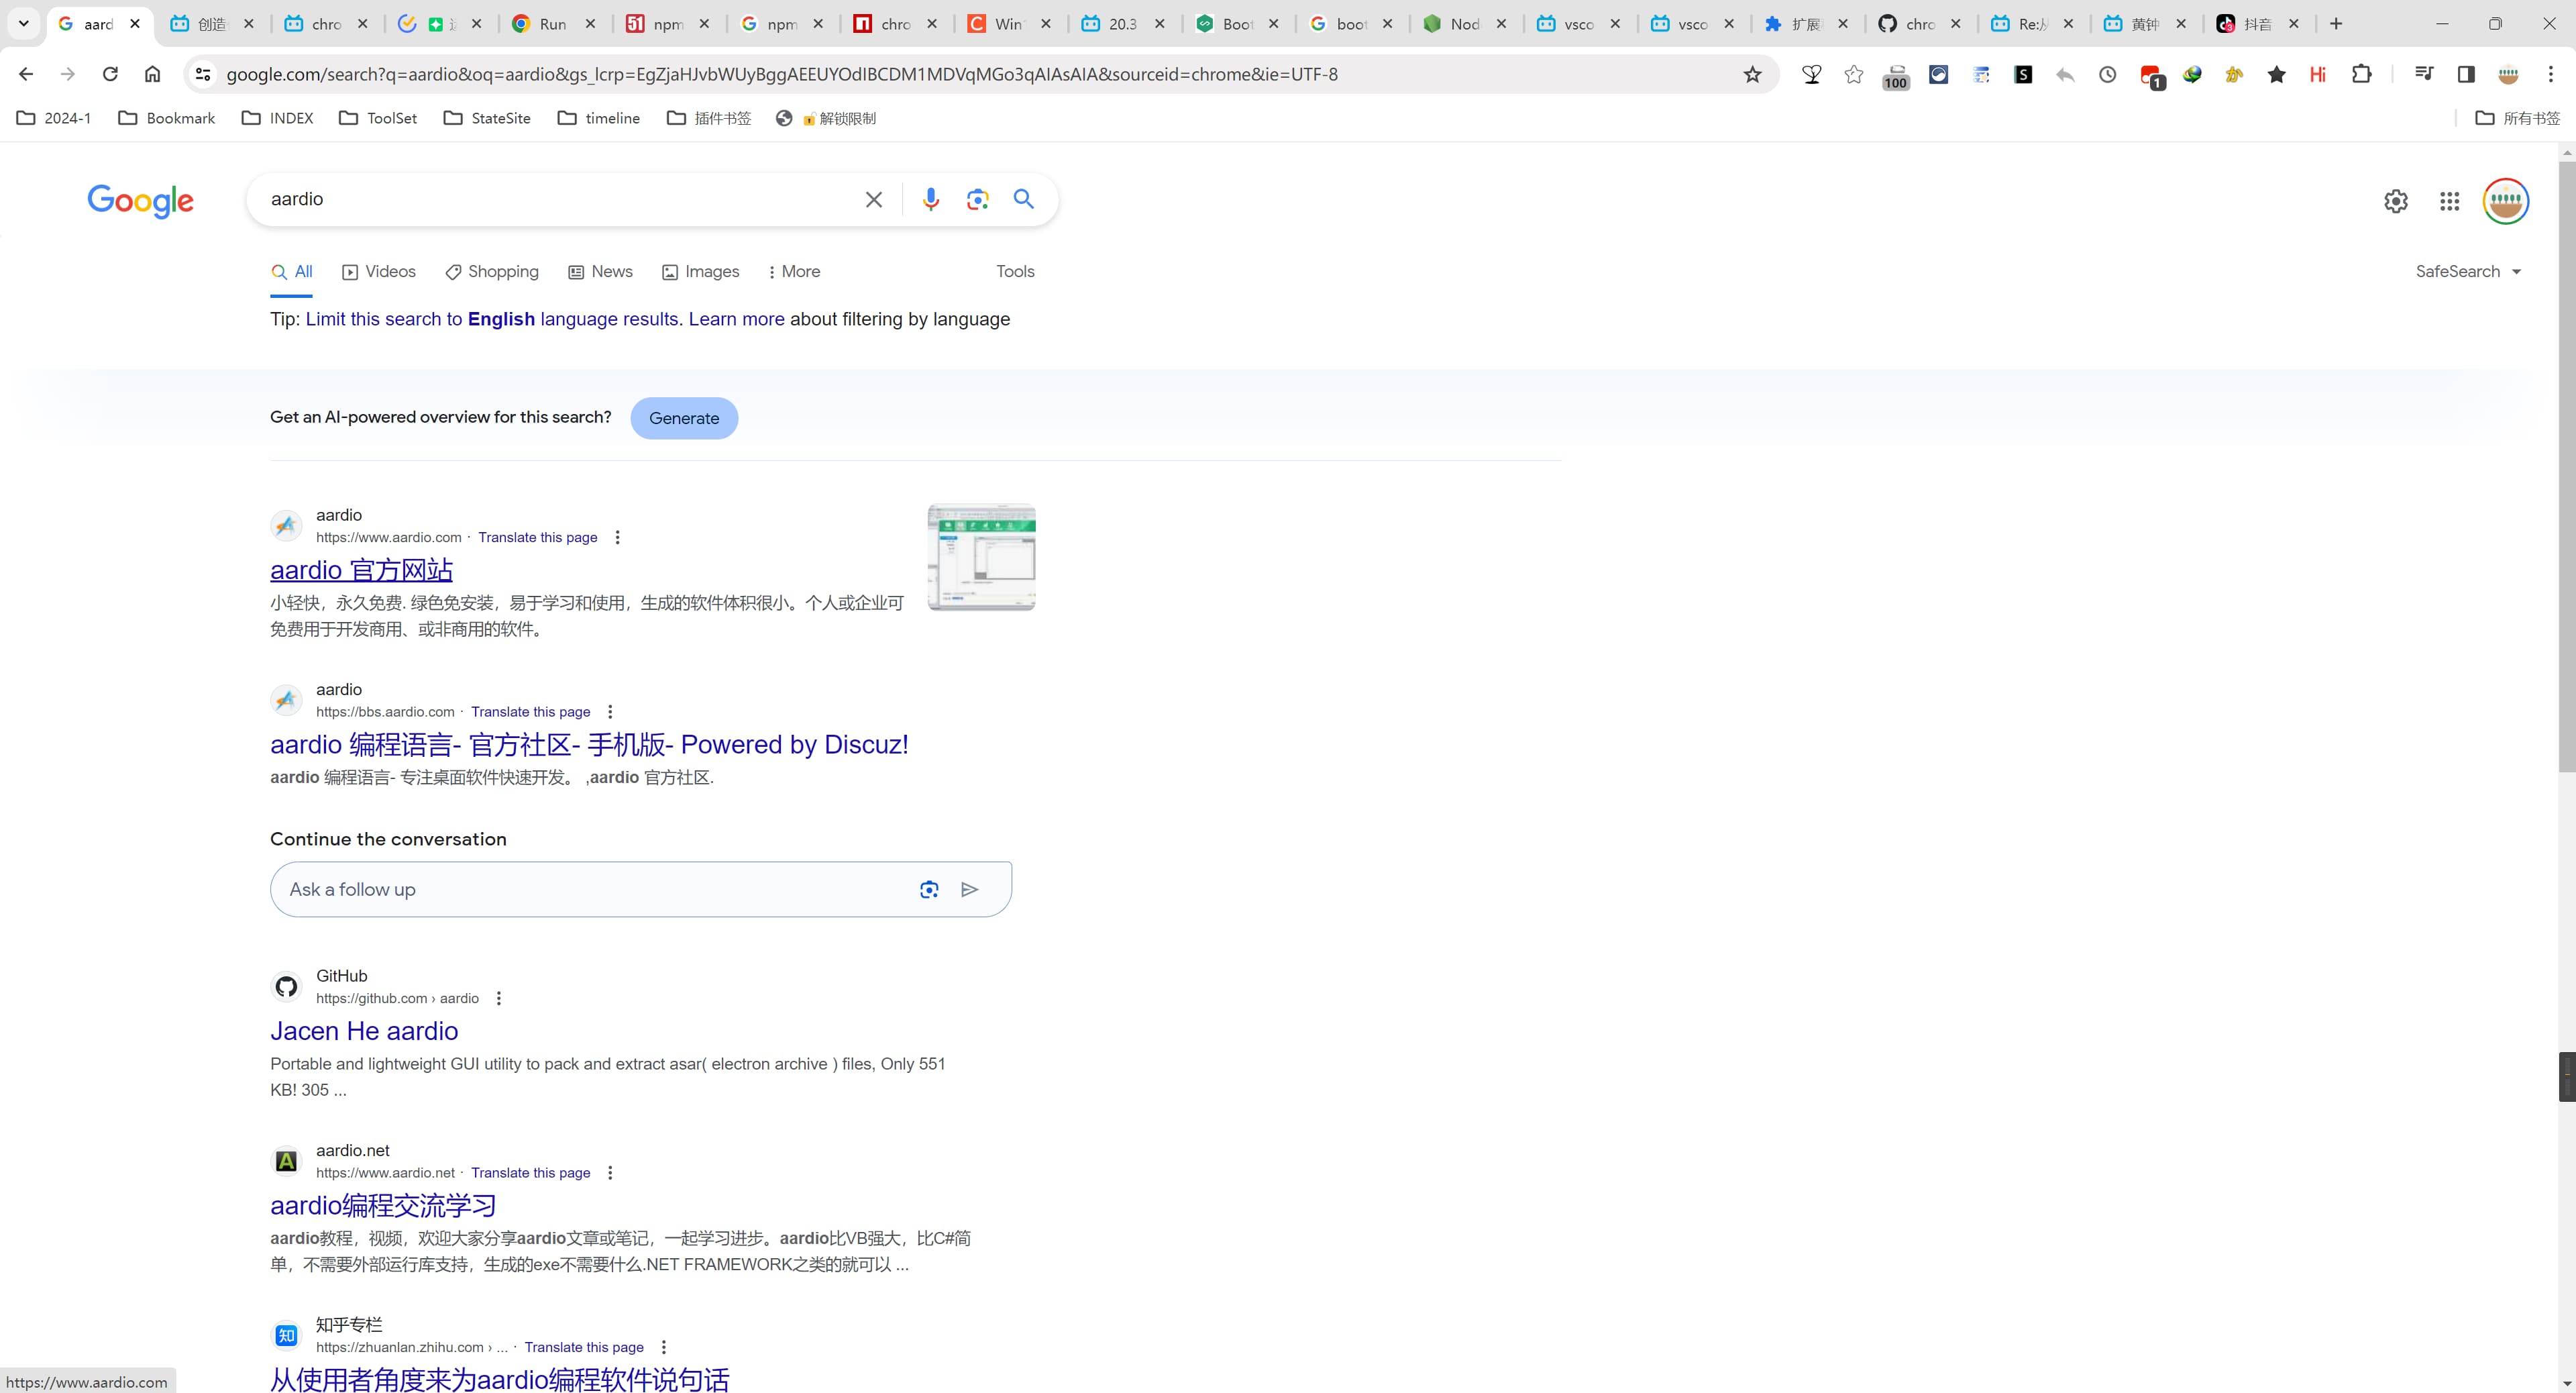 aard
创造
chro
Run
npm
npm
chro
Win
20.3
Boot
boot
Nod
vsco
vsco
扩展
chro
Re:从
黄钟
抖音
google.com/search?q=aardio&oq=aardio&gs_lcrp=EgZjaHJvbWUyBggAEEUYOdIBCDM1MDVqMGo3qAIAsAIA&sourceid=chrome&ie=UTF-8
100
1
Hi
2024-1
Bookmark
INDEX
ToolSet
StateSite
timeline
插件书签
解锁限制
所有书签
Google
aardio
All
Videos
Shopping
News
Images
More
Tools
SafeSearch
Tip: Limit this search to English language results. Learn more about filtering by language
Get an AI-powered overview for this search?
Generate
aardio
https://www.aardio.com · Translate this page
aardio 官方网站
小轻快，永久免费. 绿色免安装，易于学习和使用，生成的软件体积很小。个人或企业可
免费用于开发商用、或非商用的软件。
aardio
https://bbs.aardio.com · Translate this page
aardio 编程语言- 官方社区- 手机版- Powered by Discuz!
aardio 编程语言- 专注桌面软件快速开发。 ,aardio 官方社区.
Continue the conversation
Ask a follow up
GitHub
https://github.com › aardio
Jacen He aardio
Portable and lightweight GUI utility to pack and extract asar( electron archive ) files, Only 551
KB! 305 ...
aardio.net
https://www.aardio.net · Translate this page
aardio编程交流学习
aardio教程，视频，欢迎大家分享aardio文章或笔记，一起学习进步。aardio比VB强大，比C#简
单，不需要外部运行库支持，生成的exe不需要什么.NET FRAMEWORK之类的就可以 ...
知乎专栏
https://zhuanlan.zhihu.com › ... · Translate this page
从使用者角度来为aardio编程软件说句话
https://www.aardio.com